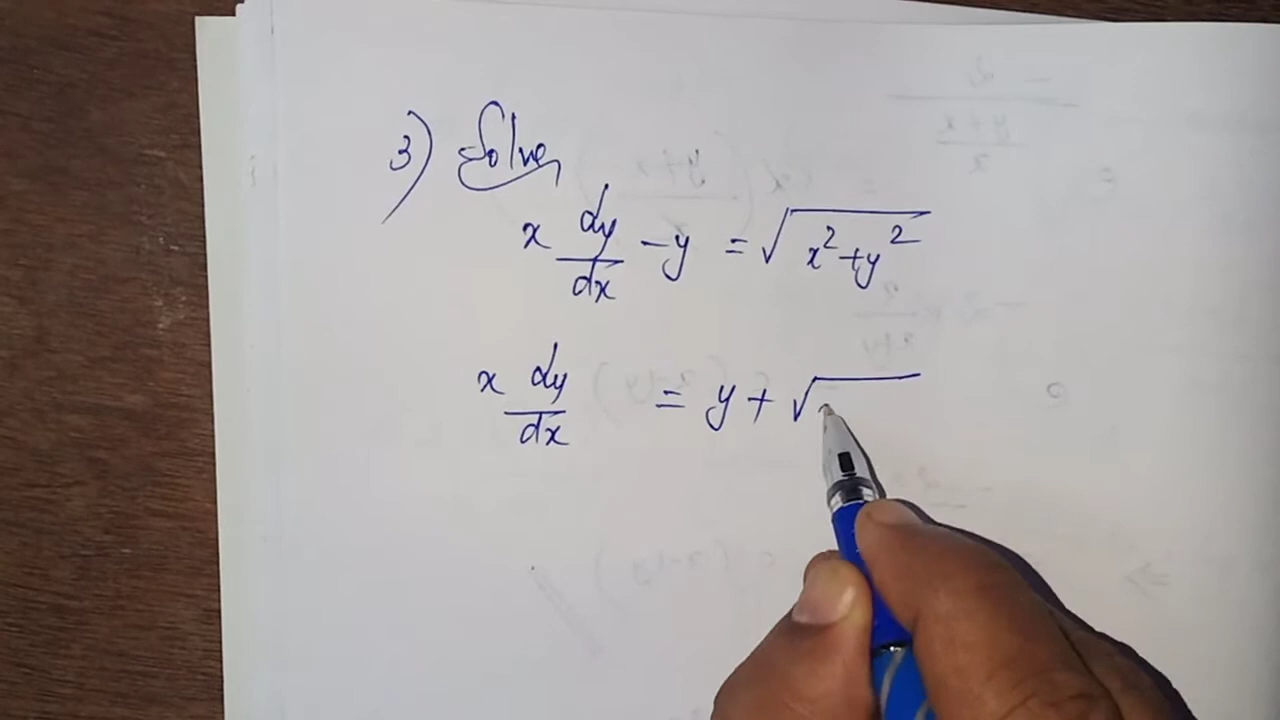 3) Solve
x dy/dx - y = √(x² + y²)
x dy/dx = y + √